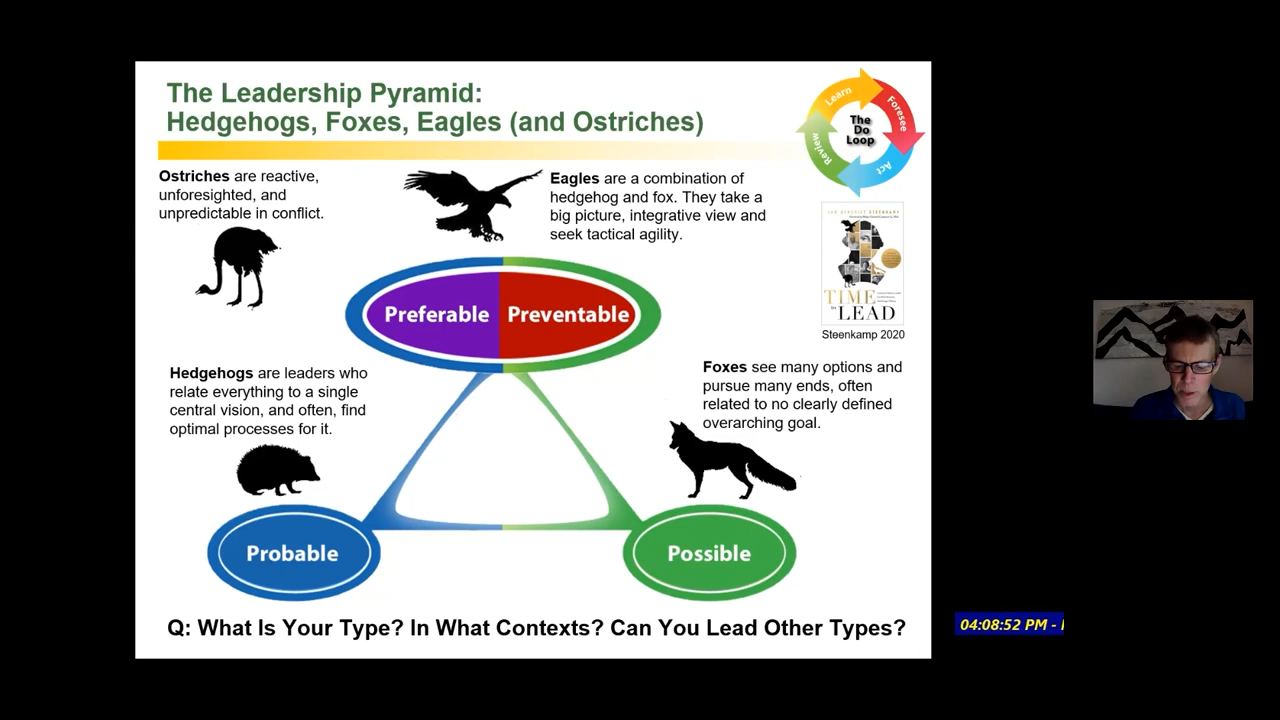 The Leadership Pyramid:
Hedgehogs, Foxes, Eagles (and Ostriches)
Learn
Foresee
Act
Review
The
Do
Loop
Ostriches are reactive,
unforesighted, and
unpredictable in conflict.
Eagles are a combination of
hedgehog and fox. They take a
big picture, integrative view and
seek tactical agility.
TIME
to LEAD
Steenkamp 2020
Preferable
Preventable
Hedgehogs are leaders who
relate everything to a single
central vision, and often, find
optimal processes for it.
Foxes see many options and
pursue many ends, often
related to no clearly defined
overarching goal.
Probable
Possible
Q: What Is Your Type? In What Contexts? Can You Lead Other Types?
04:08:52 PM -